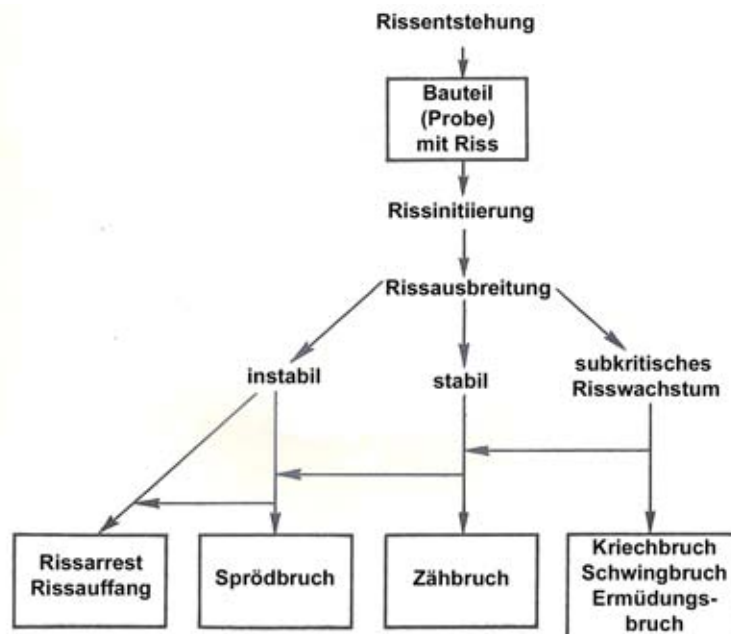 Rissentstehung
Bauteil
(Probe)
mit Riss
Rissinitiierung
Rissausbreitung
instabil
stabil
subkritisches
Risswachstum
Rissarrest
Rissauffang
Sprödbruch
Zähbruch
Kriechbruch
Schwingbruch
Ermüdungs-
bruch